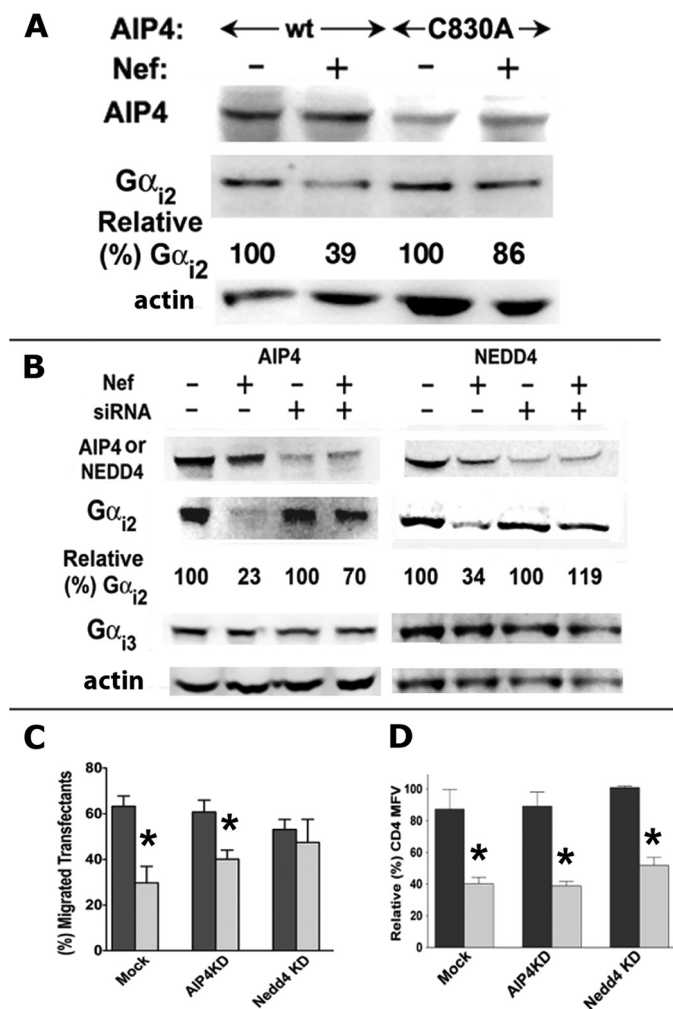 A
AIP4: wt C830A
Nef: – + – +
AIP4
Gαi2
Relative
(%) Gαi2 100 39 100 86
actin
B
AIP4 NEDD4
Nef – + – + – + – +
siRNA – – + + – – + +
AIP4 or
NEDD4
Gαi2
Relative
(%) Gαi2 100 23 100 70 100 34 100 119
Gαi3
actin
C
(%) Migrated Transfectants
80
60
40
20
0
* *
Mock AIP4KD Nedd4 KD
D
Relative (%) CD4 MFV
100
80
60
40
20
0
* * *
Mock AIP4KD Nedd4 KD